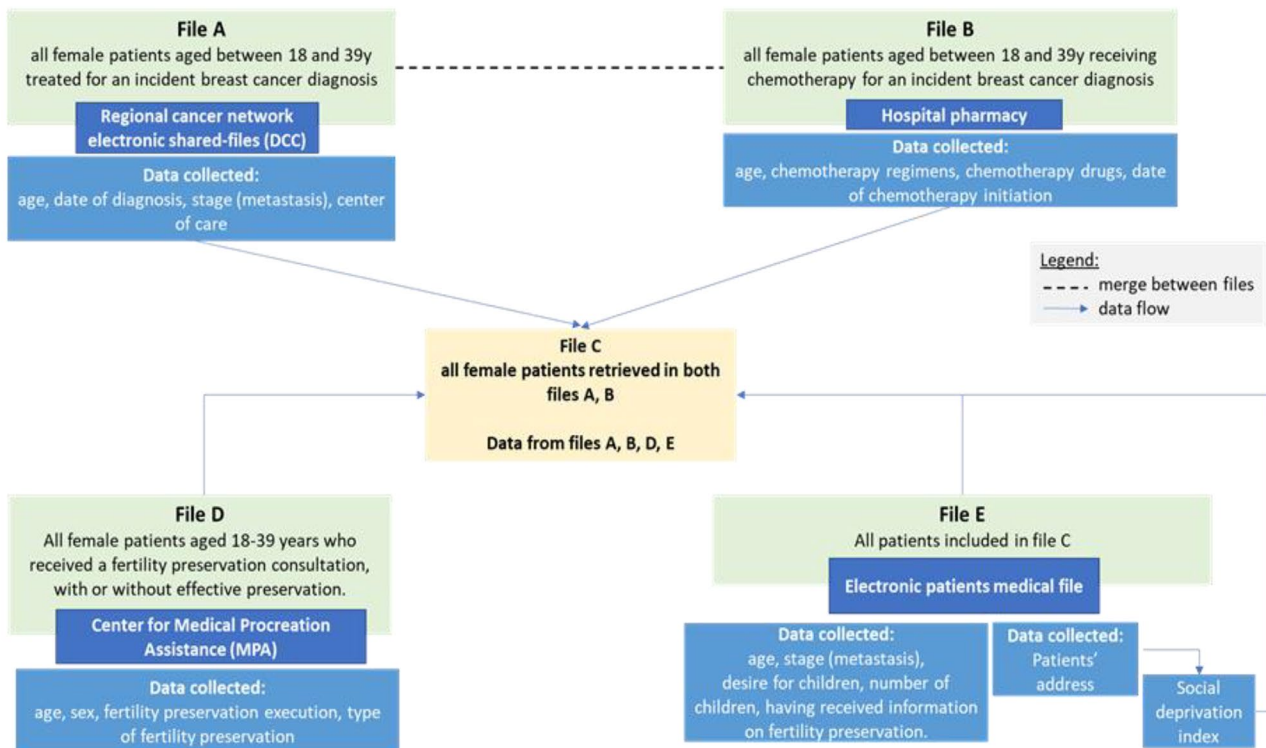 File A
all female patients aged between 18 and 39y
treated for an incident breast cancer diagnosis
Regional cancer network
electronic shared-files (DCC)
Data collected:
age, date of diagnosis, stage (metastasis), center
of care
File B
all female patients aged between 18 and 39y receiving
chemotherapy for an incident breast cancer diagnosis
Hospital pharmacy
Data collected:
age, chemotherapy regimens, chemotherapy drugs, date
of chemotherapy initiation
Legend:
merge between files
data flow
File C
all female patients retrieved in both
files A, B
Data from files A, B, D, E
File D
All female patients aged 18-39 years who
received a fertility preservation consultation,
with or without effective preservation.
Center for Medical Procreation
Assistance (MPA)
Data collected:
age, sex, fertility preservation execution, type
of fertility preservation
File E
All patients included in file C
Electronic patients medical file
Data collected:
age, stage (metastasis),
desire for children, number of
children, having received information
on fertility preservation.
Data collected:
Patients'
address
Social
deprivation
index